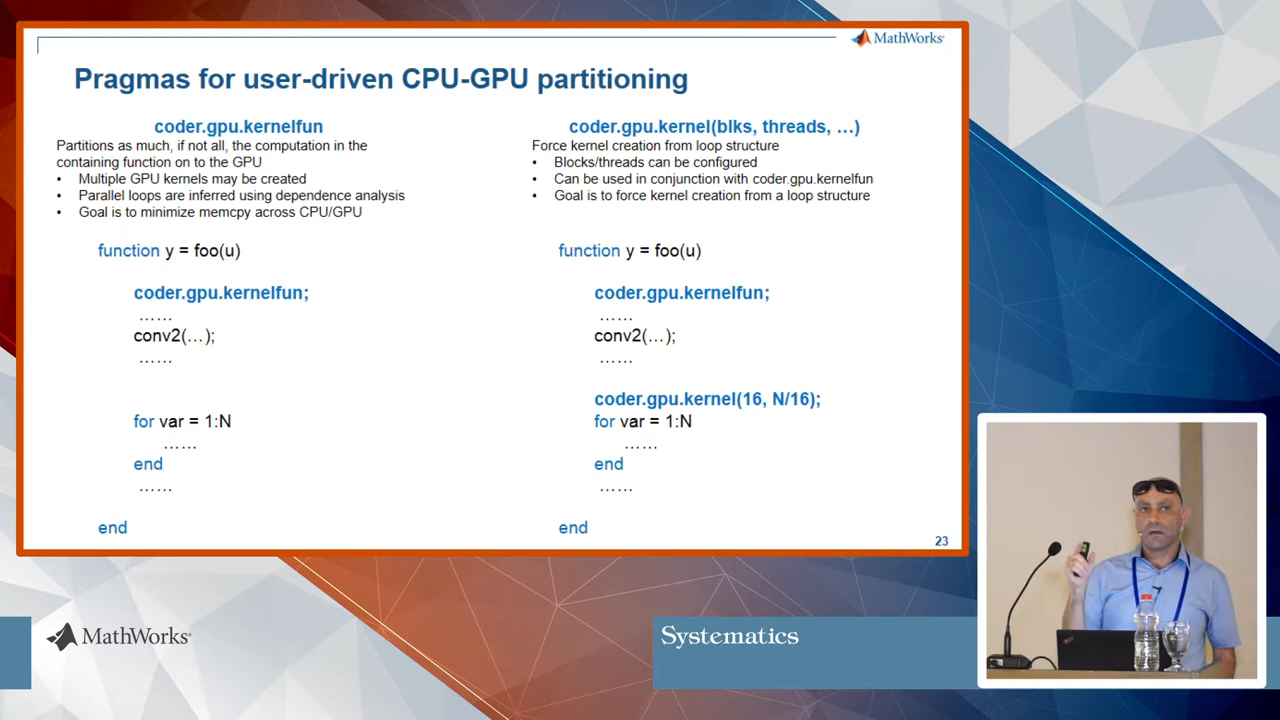 MathWorks®
Pragmas for user-driven CPU-GPU partitioning
coder.gpu.kernelfun
Partitions as much, if not all, the computation in the
containing function on to the GPU
• Multiple GPU kernels may be created
• Parallel loops are inferred using dependence analysis
• Goal is to minimize memcpy across CPU/GPU
function y = foo(u)
coder.gpu.kernelfun;
……
conv2(…);
……
for var = 1:N
……
end
……
end
coder.gpu.kernel(blks, threads, …)
Force kernel creation from loop structure
• Blocks/threads can be configured
• Can be used in conjunction with coder.gpu.kernelfun
• Goal is to force kernel creation from a loop structure
function y = foo(u)
coder.gpu.kernelfun;
……
conv2(…);
……
coder.gpu.kernel(16, N/16);
for var = 1:N
……
end
……
end
23
MathWorks®
Systematics